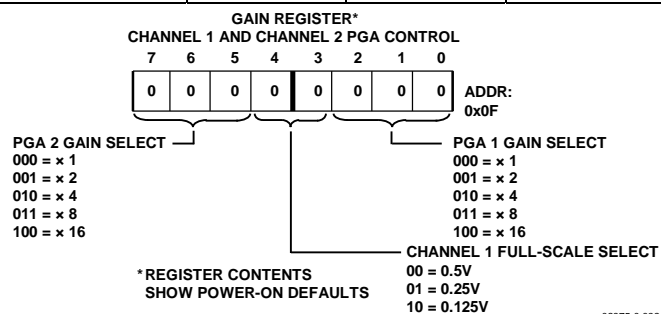 GAIN REGISTER*
CHANNEL 1 AND CHANNEL 2 PGA CONTROL
7 6 5 4 3 2 1 0
0 0 0 0 0 0 0 0
ADDR:
0x0F
PGA 2 GAIN SELECT
000 = × 1
001 = × 2
010 = × 4
011 = × 8
100 = × 16
PGA 1 GAIN SELECT
000 = × 1
001 = × 2
010 = × 4
011 = × 8
100 = × 16
CHANNEL 1 FULL-SCALE SELECT
00 = 0.5V
01 = 0.25V
10 = 0.125V
*REGISTER CONTENTS
SHOW POWER-ON DEFAULTS